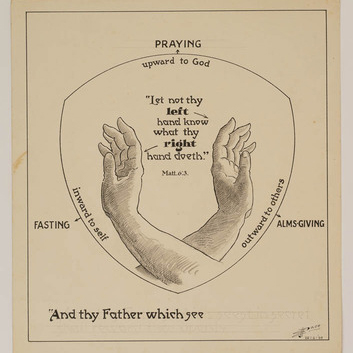 PRAYING
upward to God
"Let not thy
left
hand know
what thy
right
hand doeth."
Matt. 6:3.
inward to self
outward to others
FASTING
ALMS-GIVING
"And thy Father which see